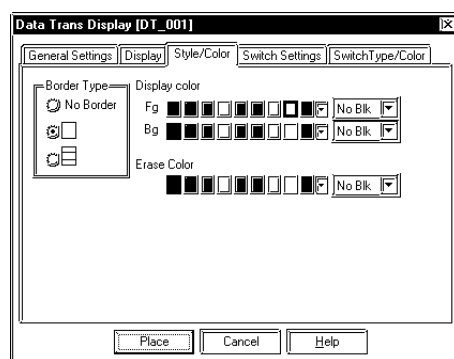 Data Trans Display [DT_001]
General Settings Display Style/Color Switch Settings SwitchType/Color
Border Type
No Border
Display color
Fg No Blk
Bg No Blk
Erase Color
No Blk
Place Cancel Help